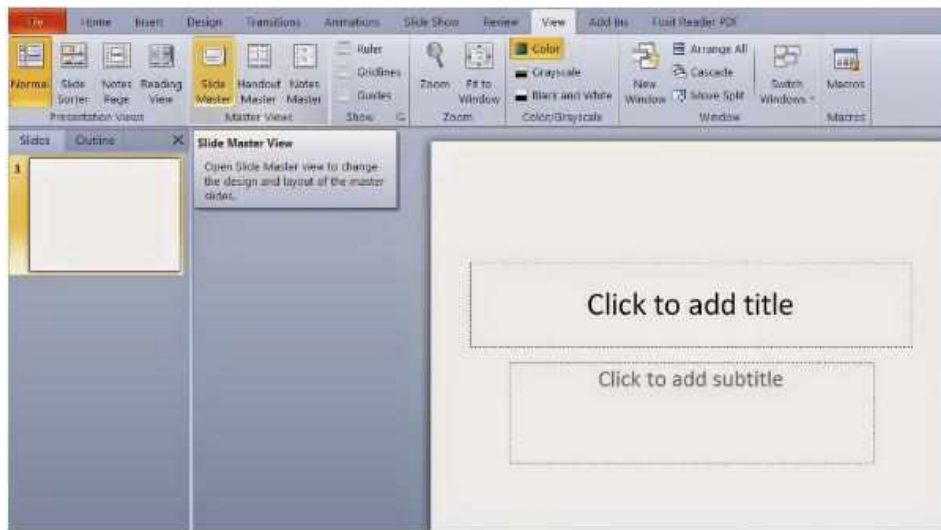 File Home Insert Design Transitions Animations Slide Show Review View Add-Ins Foxit Reader PDF
Normal Slide Sorter Notes Page Reading View Slide Master Handout Master Notes Master Ruler Gridlines Guides Zoom Fit to Window Color Grayscale Black and White New Window Arrange All Cascade Move Split Switch Windows Macros
Presentation Views Master Views Show Zoom Color/Grayscale Window Macros
Slides Outline
Slide Master View
Open Slide Master view to change
the design and layout of the master
slides.
1
Click to add title
Click to add subtitle